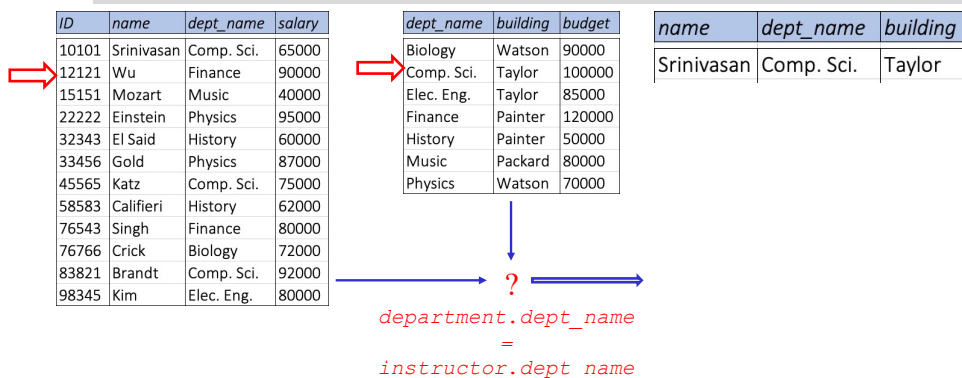 ID name dept_name salary
10101 Srinivasan Comp. Sci. 65000
12121 Wu Finance 90000
15151 Mozart Music 40000
22222 Einstein Physics 95000
32343 El Said History 60000
33456 Gold Physics 87000
45565 Katz Comp. Sci. 75000
58583 Califieri History 62000
76543 Singh Finance 80000
76766 Crick Biology 72000
83821 Brandt Comp. Sci. 92000
98345 Kim Elec. Eng. 80000
dept_name building budget
Biology Watson 90000
Comp. Sci. Taylor 100000
Elec. Eng. Taylor 85000
Finance Painter 120000
History Painter 50000
Music Packard 80000
Physics Watson 70000
name dept_name building
Srinivasan Comp. Sci. Taylor
?
department.dept_name
=
instructor.dept_name